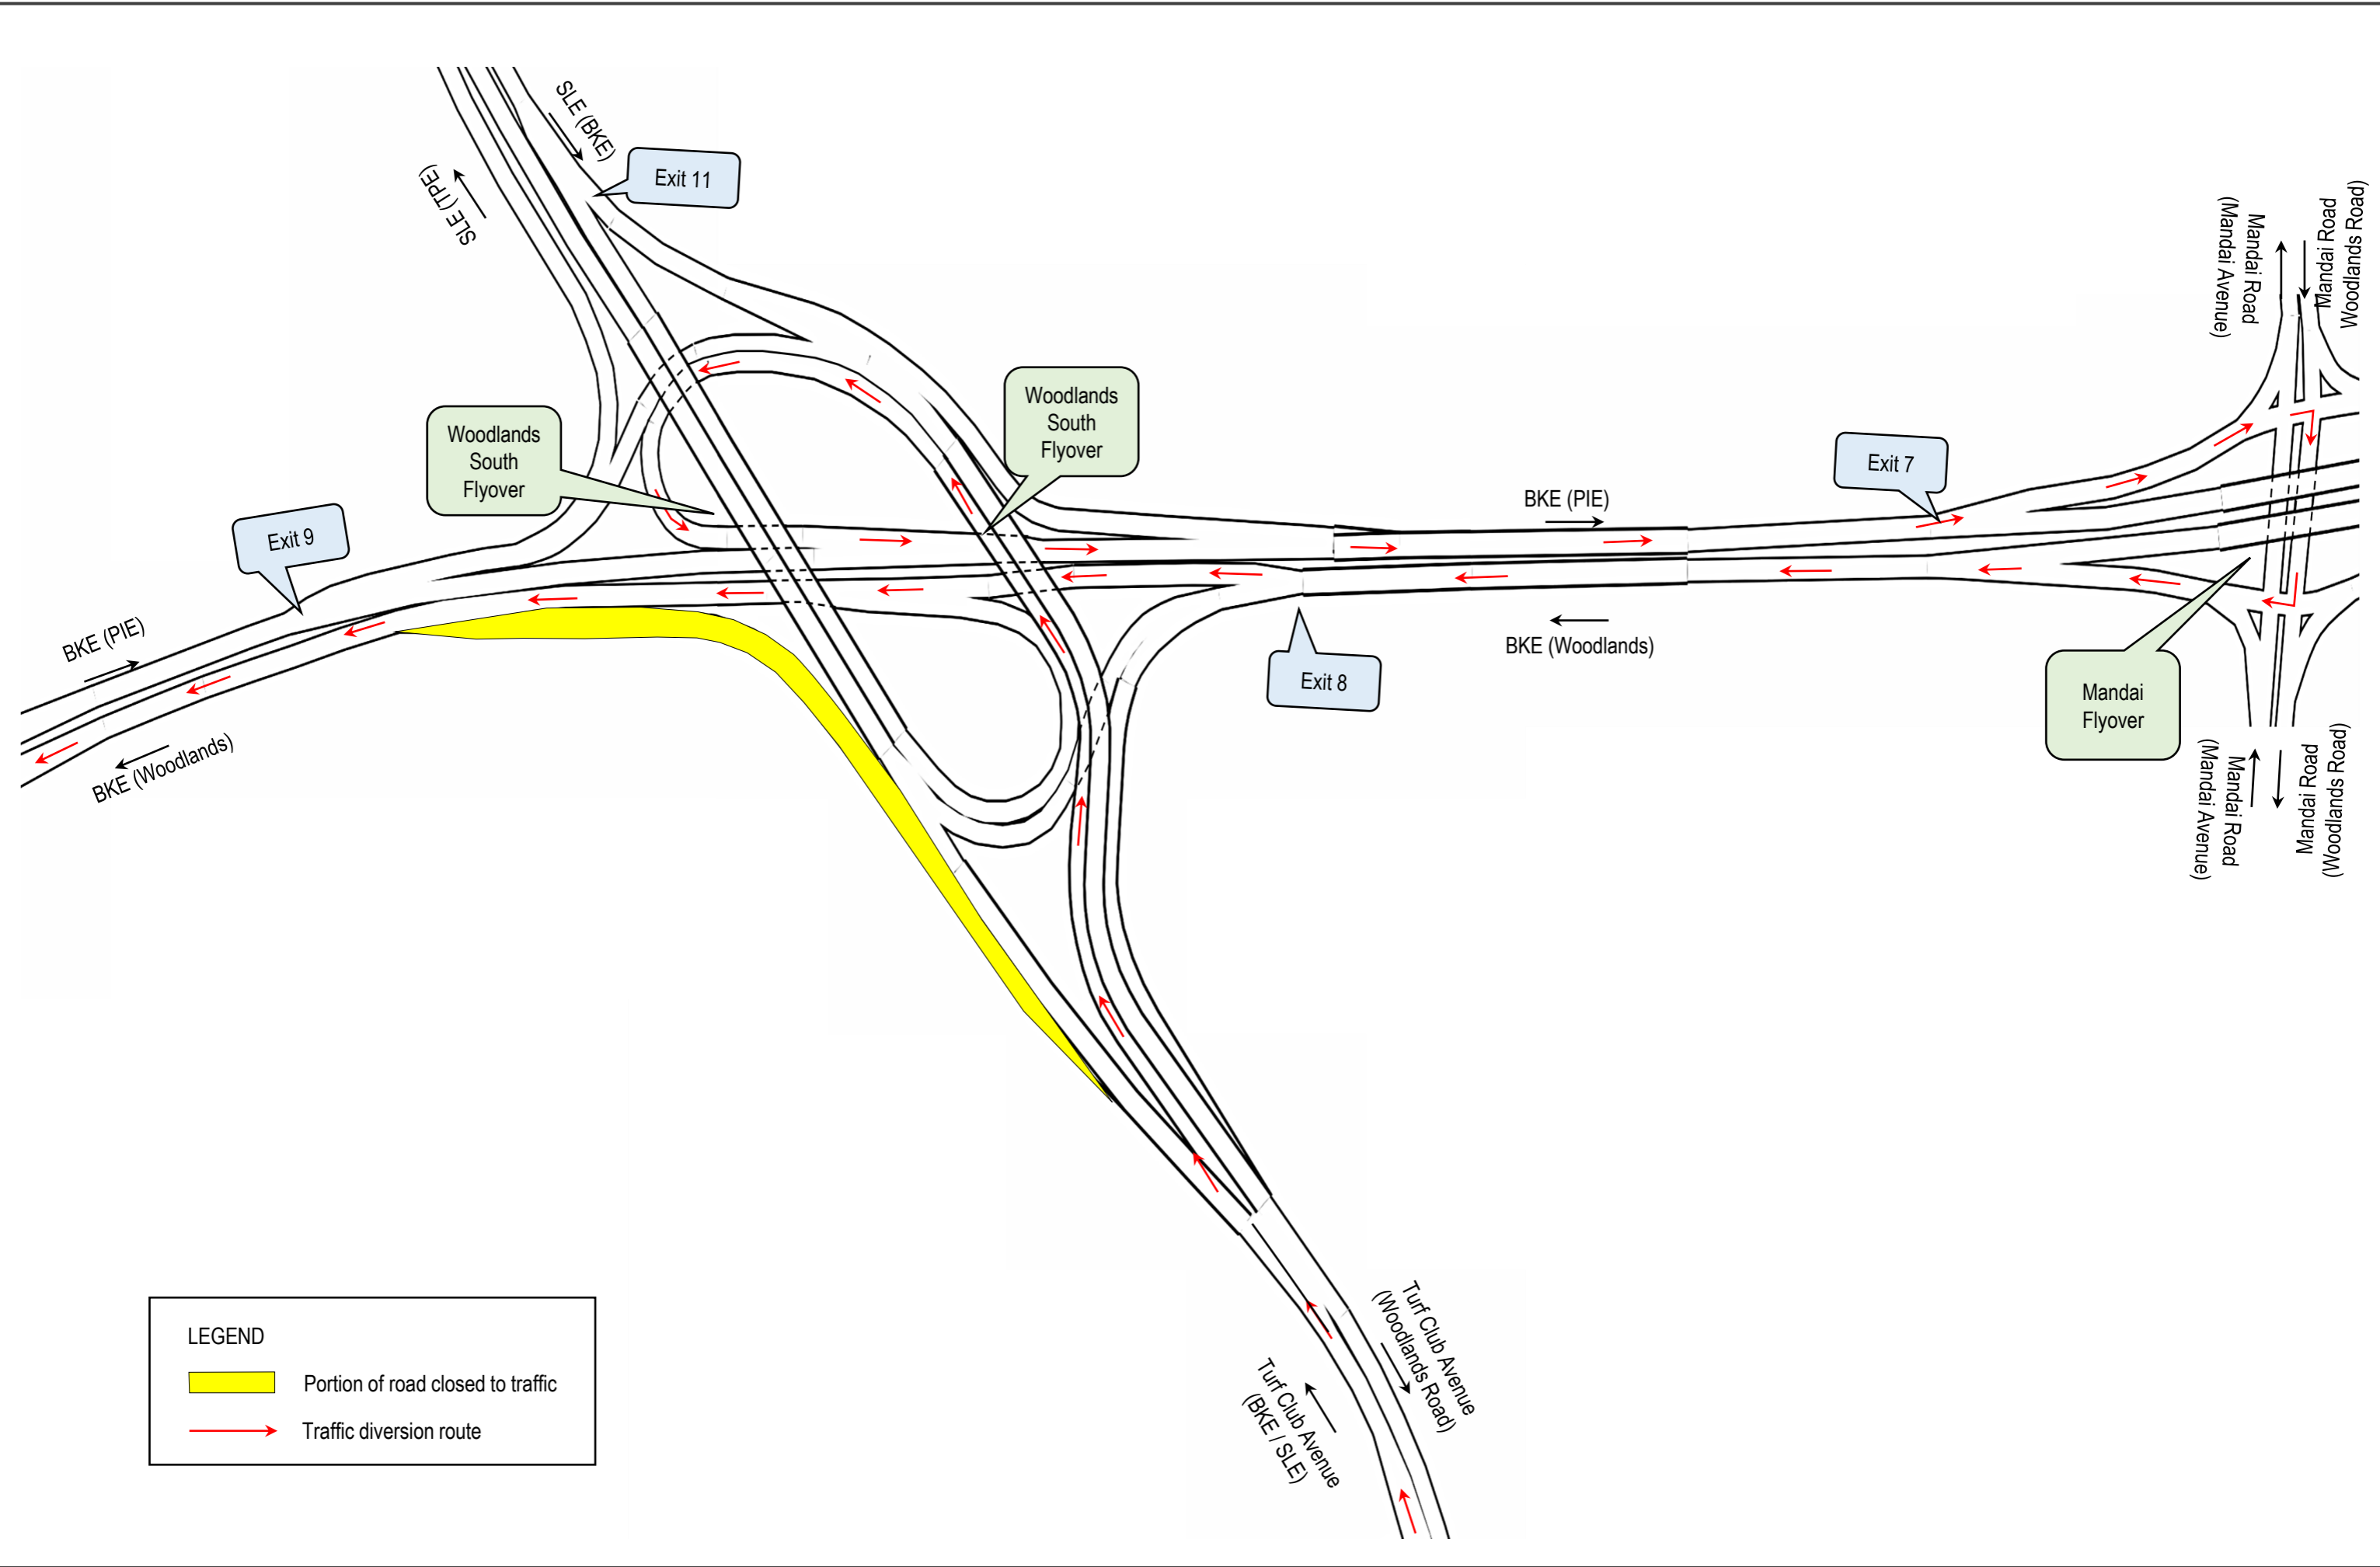 SLE (BKE)
SLE (TPE)
Exit 11
Mandai Road
(Mandai Avenue)
Mandai Road
Woodlands Road)
Woodlands
South
Flyover
Woodlands
South
Flyover
Exit 7
BKE (PIE)
Exit 9
BKE (PIE)
BKE (Woodlands)
Exit 8
BKE (Woodlands)
Mandai
Flyover
Mandai Road
(Mandai Avenue)
Mandai Road
(Woodlands Road)
Turf Club Avenue
(Woodlands Road)
Turf Club Avenue
(BKE / SLE)
LEGEND
Portion of road closed to traffic
Traffic diversion route